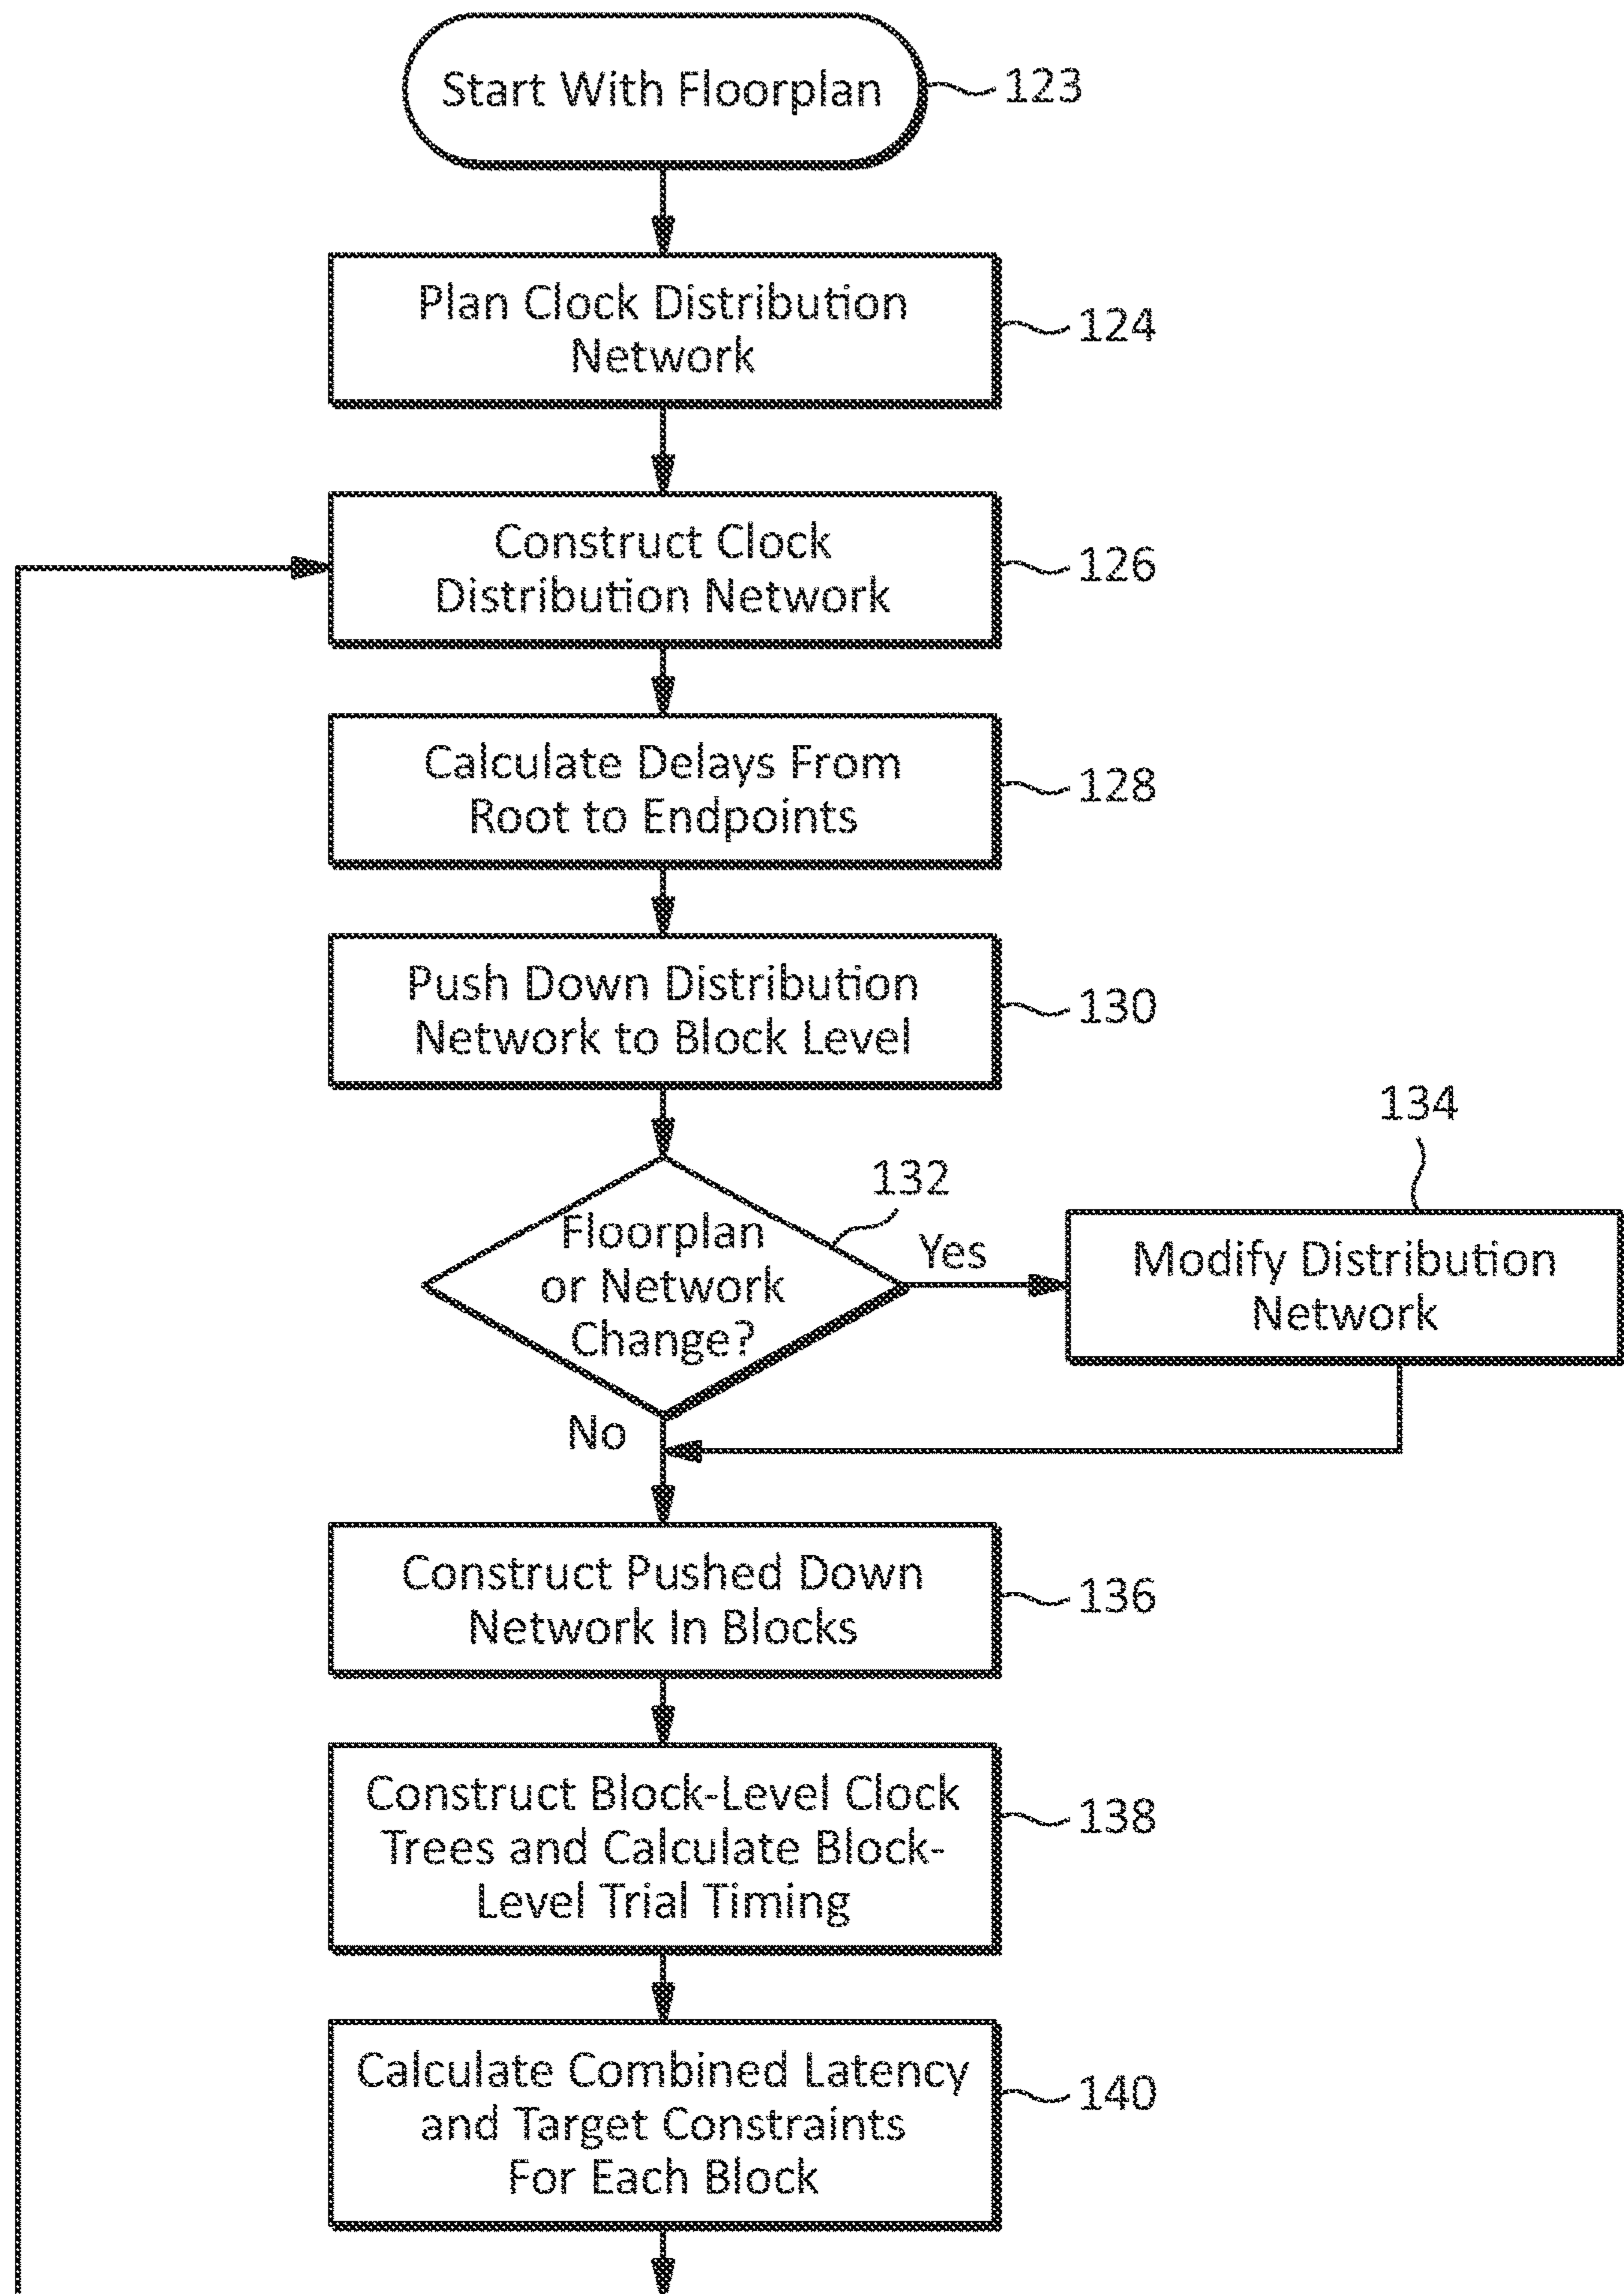 Start With Floorplan
123
Plan Clock Distribution
Network
124
Construct Clock
Distribution Network
126
Calculate Delays From
Root to Endpoints
128
Push Down Distribution
Network to Block Level
130
134
132
Floorplan
or Network
Change?
Yes
Modify Distribution
Network
No
Construct Pushed Down
Network In Blocks
136
Construct Block-Level Clock
Trees and Calculate Block-
Level Trial Timing
138
Calculate Combined Latency
and Target Constraints
For Each Block
140